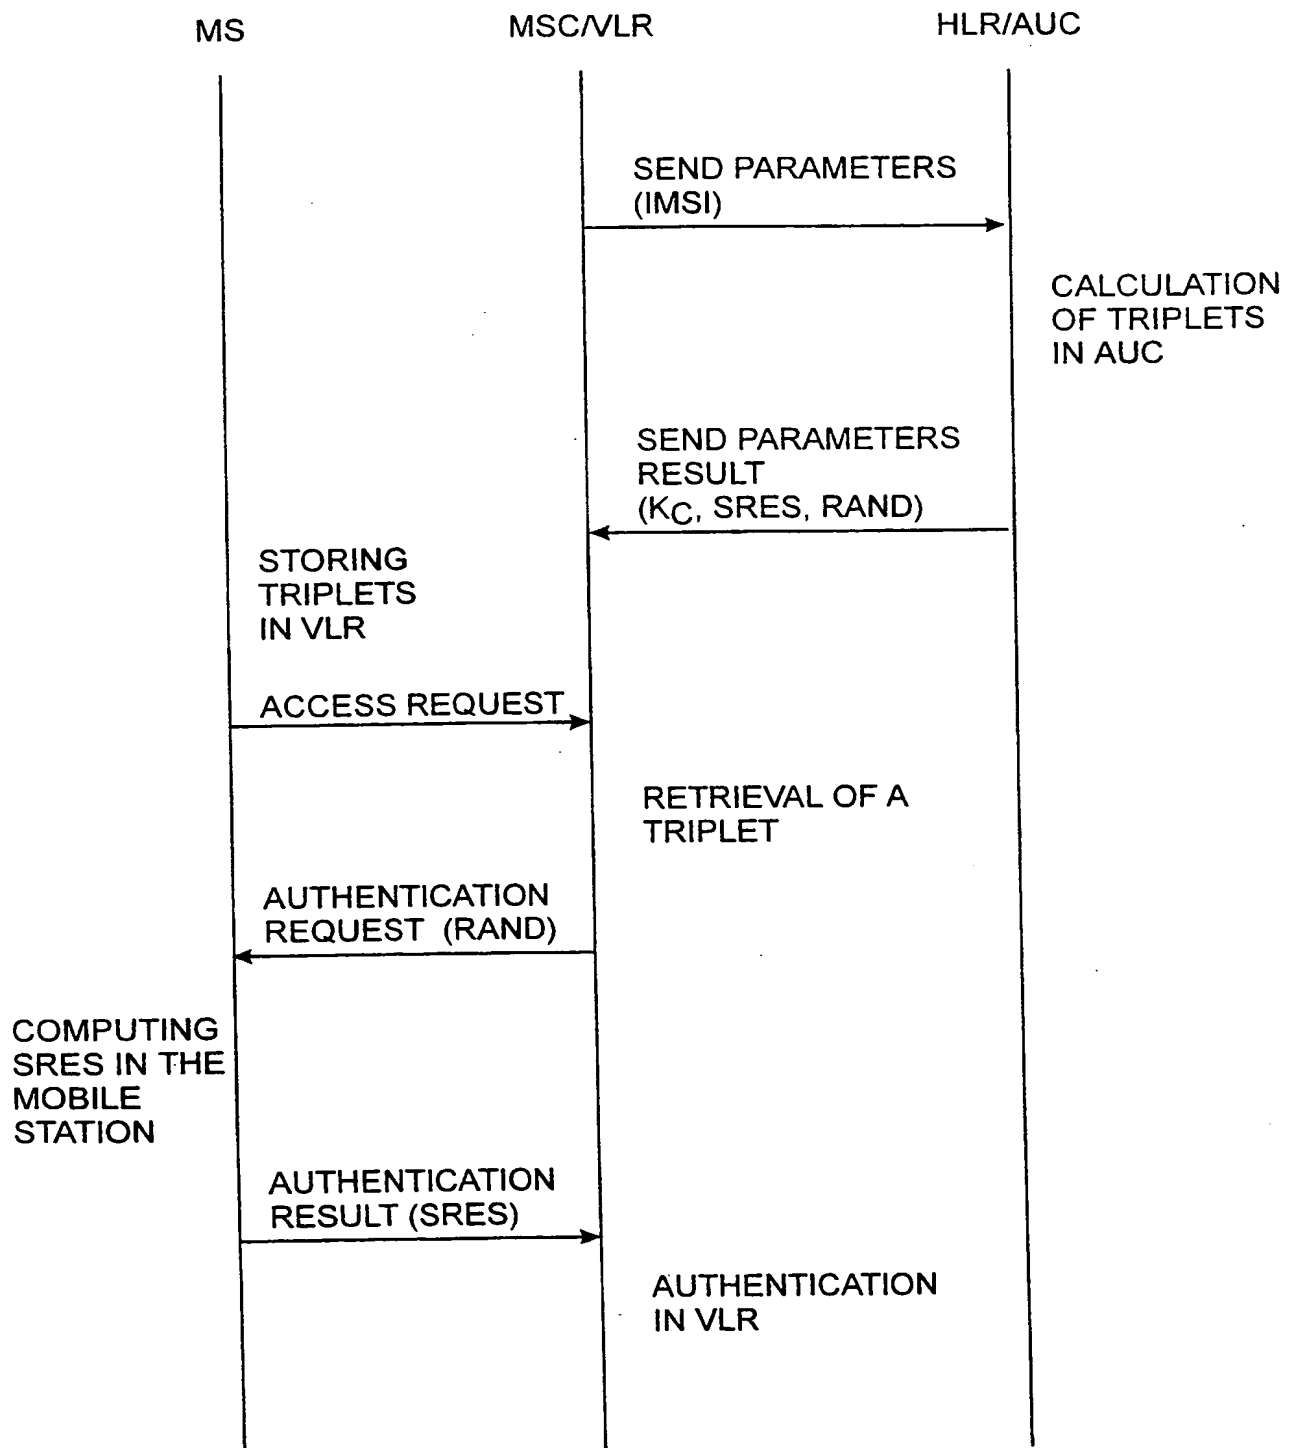 MS
MSC/VLR
HLR/AUC
SEND PARAMETERS
(IMSI)
CALCULATION
OF TRIPLETS
IN AUC
SEND PARAMETERS
RESULT
(KC, SRES, RAND)
STORING
TRIPLETS
IN VLR
ACCESS REQUEST
RETRIEVAL OF A
TRIPLET
AUTHENTICATION
REQUEST (RAND)
COMPUTING
SRES IN THE
MOBILE
STATION
AUTHENTICATION
RESULT (SRES)
AUTHENTICATION
IN VLR